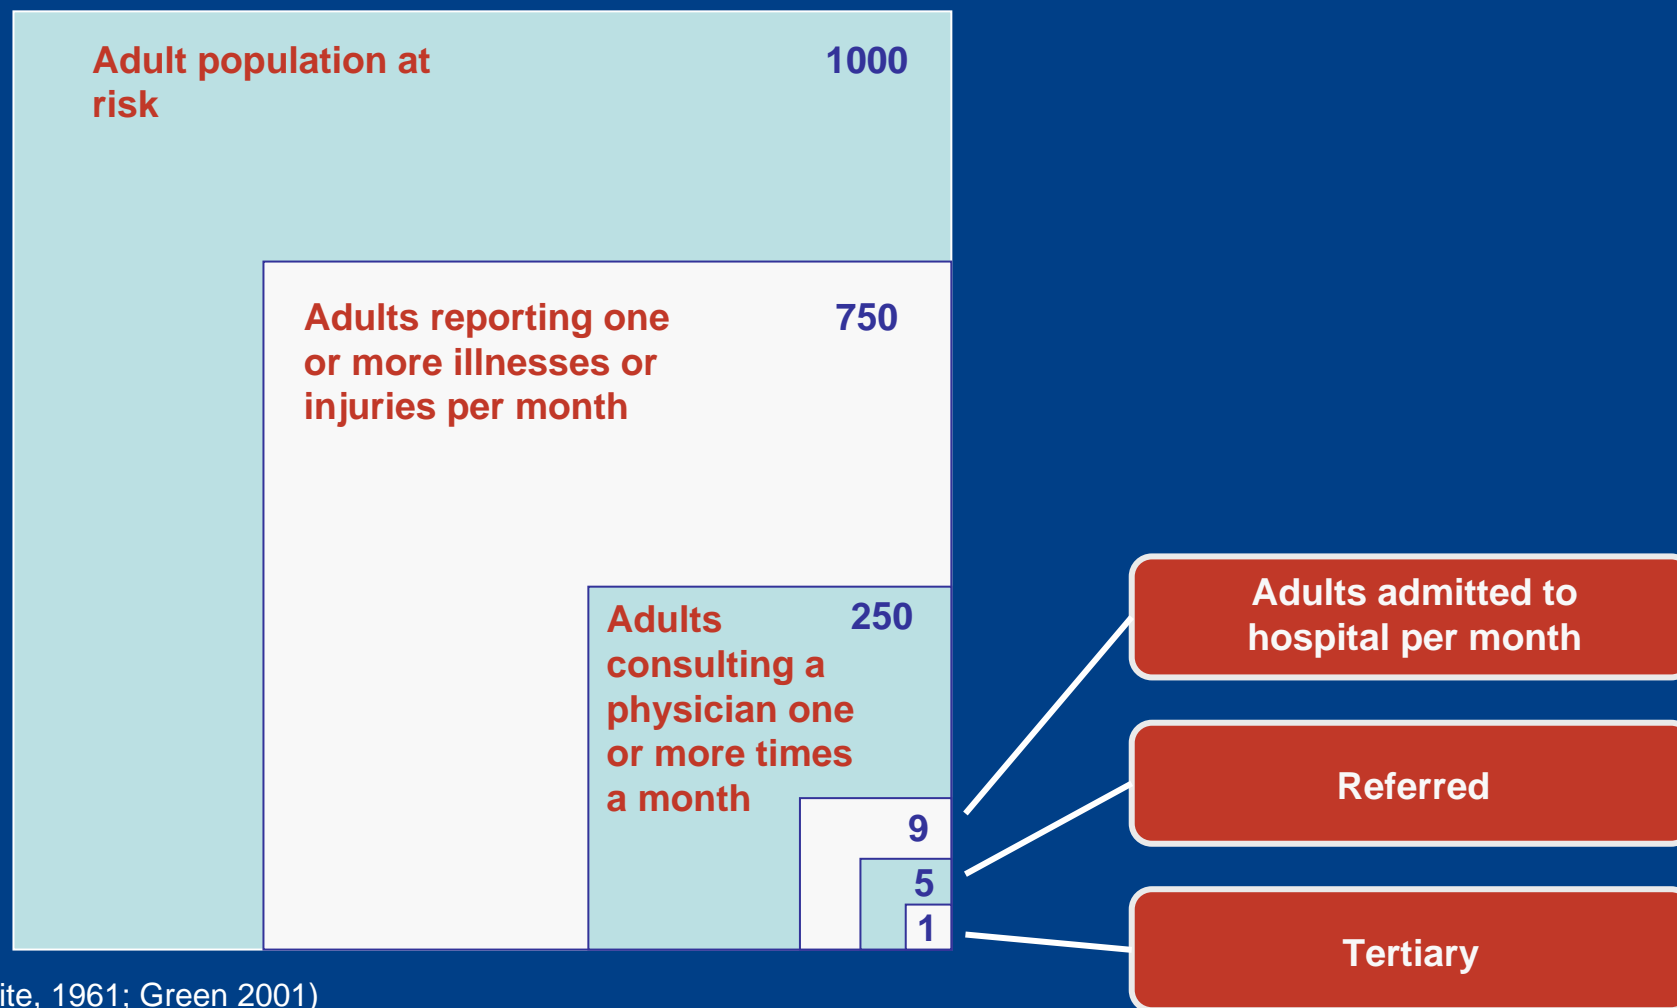 Adult population at
risk
1000
Adults reporting one
or more illnesses or
injuries per month
750
Adults
consulting a
physician one
or more times
a month
250
9
5
1
Adults admitted to
hospital per month
Referred
Tertiary
ite, 1961; Green 2001)